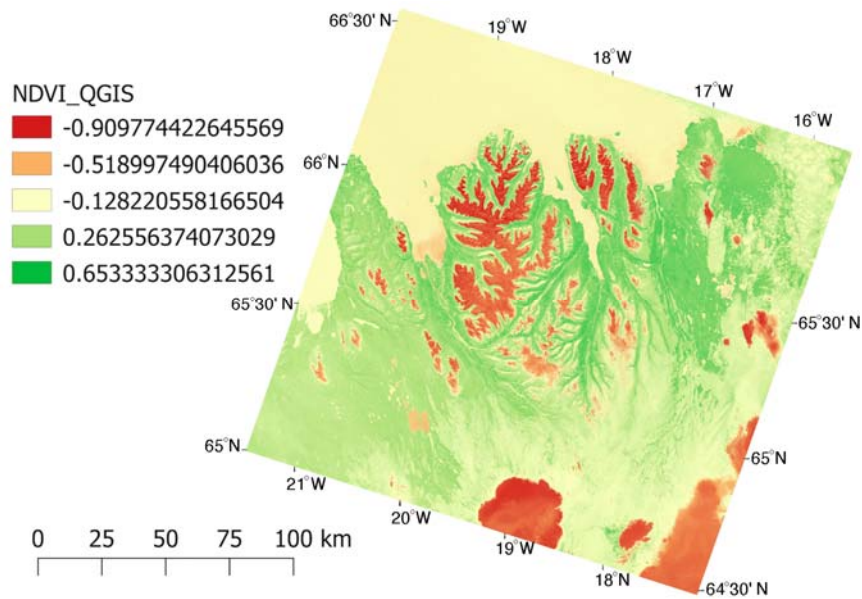 66°30' N
19°W
18°W
17°W
16°W
NDVI_QGIS
-0.909774422645569
-0.518997490406036
-0.128220558166504
0.262556374073029
0.653333306312561
66°N
65°30' N
65°30' N
65°N
65°N
21°W
20°W
19°W
18°N
64°30' N
0 25 50 75 100 km